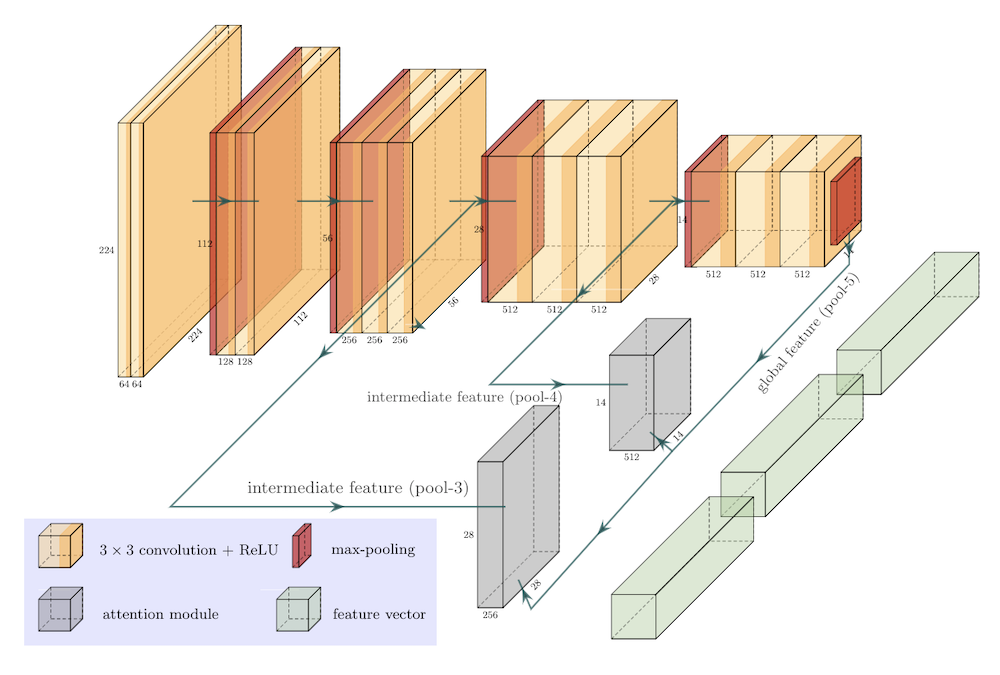 224
224
64 64
112
112
128 128
56
56
256 256 256
28
28
512 512 512
14
512 512 512
global feature (pool-5)
intermediate feature (pool-4)
14
14
512
intermediate feature (pool-3)
28
28
256
3 × 3 convolution + ReLU
max-pooling
attention module
feature vector